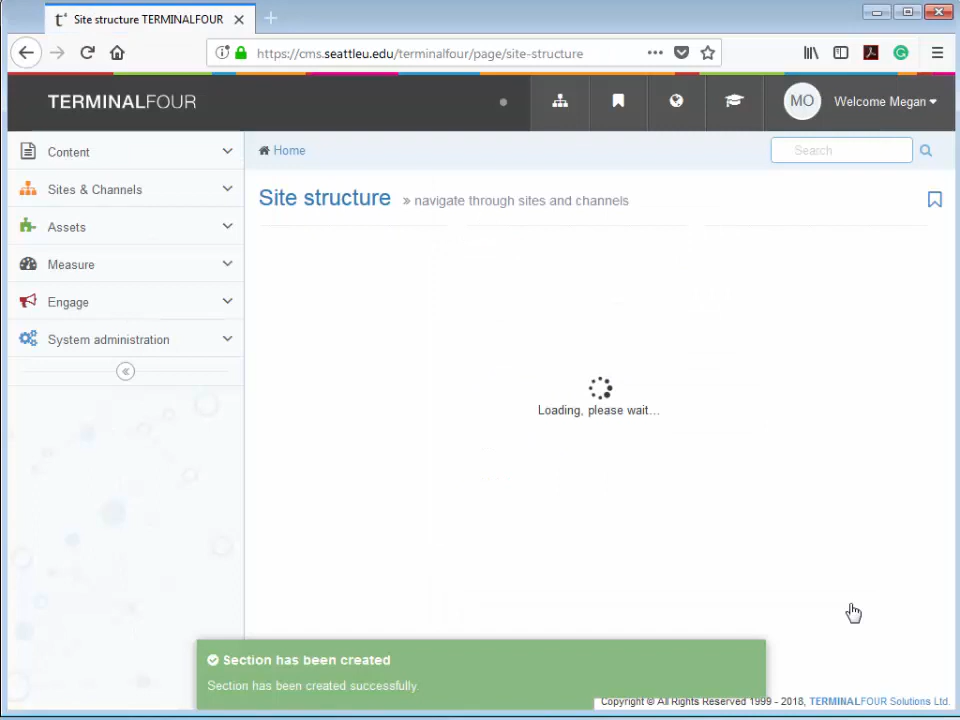 Site structure TERMINALFOUR
https://cms.seattleu.edu/terminalfour/page/site-structure
TERMINALFOUR
MO
Welcome Megan
Content
Sites & Channels
Assets
Measure
Engage
System administration
Home
Search
Site structure » navigate through sites and channels
Loading, please wait...
Section has been created
Section has been created successfully.
Copyright © All Rights Reserved 1999 - 2018, TERMINALFOUR Solutions Ltd.